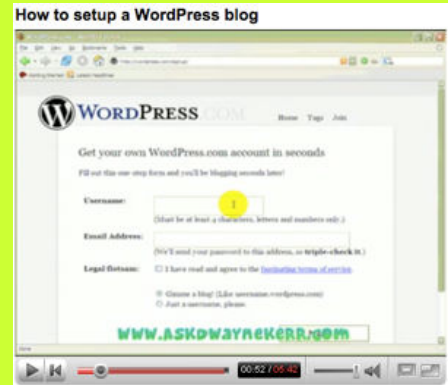 How to setup a WordPress blog
WORDPRESS.COM
Home Tags Join
Get your own WordPress.com account in seconds
Fill out this one-step form and you'll be blogging seconds later!
Username:
(Must be at least 4 characters, letters and numbers only.)
Email Address:
(We'll send your password to this address, so triple-check it.)
Legal flotsam: I have read and agree to the fascinating terms of service.
Gimme a blog! (Like username.wordpress.com)
Just a username, please.
WWW.ASKDWAYNEKERR.COM
00:52 / 05:42